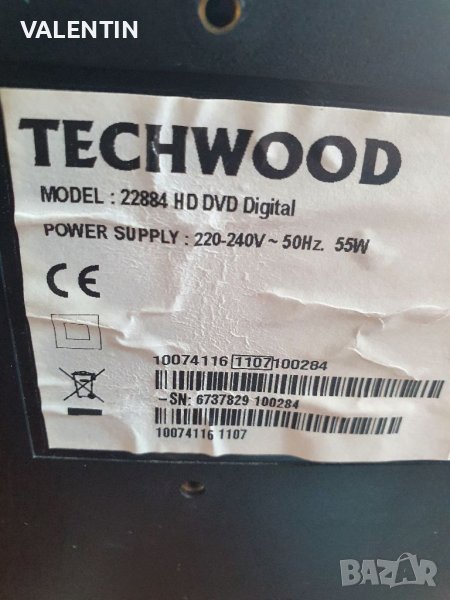 VALENTIN
TECHWOOD
MODEL : 22884 HD DVD Digital
POWER SUPPLY : 220-240V ~ 50Hz. 55W
CE
10074116 1107 100284
-SN: 6737829 100284
10074116 1107
BAZAR